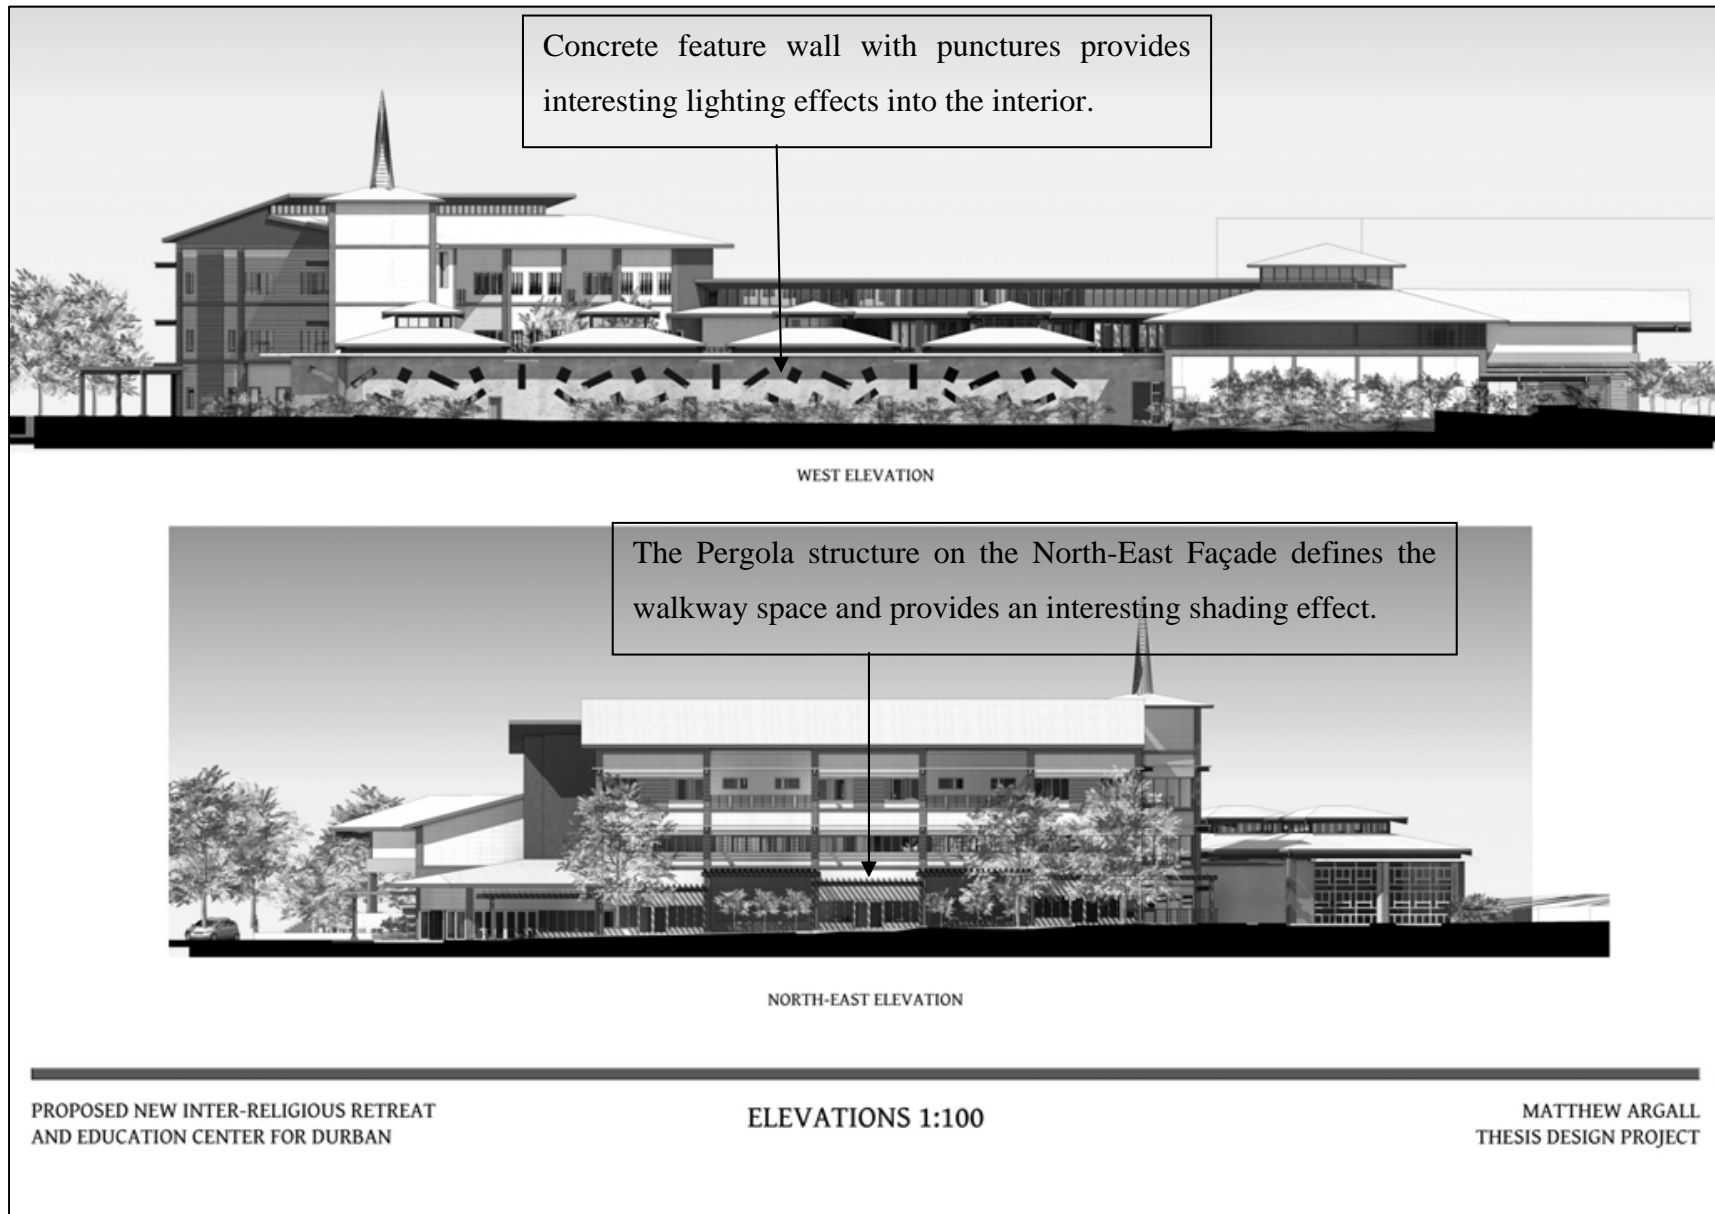 Concrete feature wall with punctures provides
interesting lighting effects into the interior.
WEST ELEVATION
The Pergola structure on the North-East Façade defines the
walkway space and provides an interesting shading effect.
NORTH-EAST ELEVATION
PROPOSED NEW INTER-RELIGIOUS RETREAT
AND EDUCATION CENTER FOR DURBAN
ELEVATIONS 1:100
MATTHEW ARGALL
THESIS DESIGN PROJECT